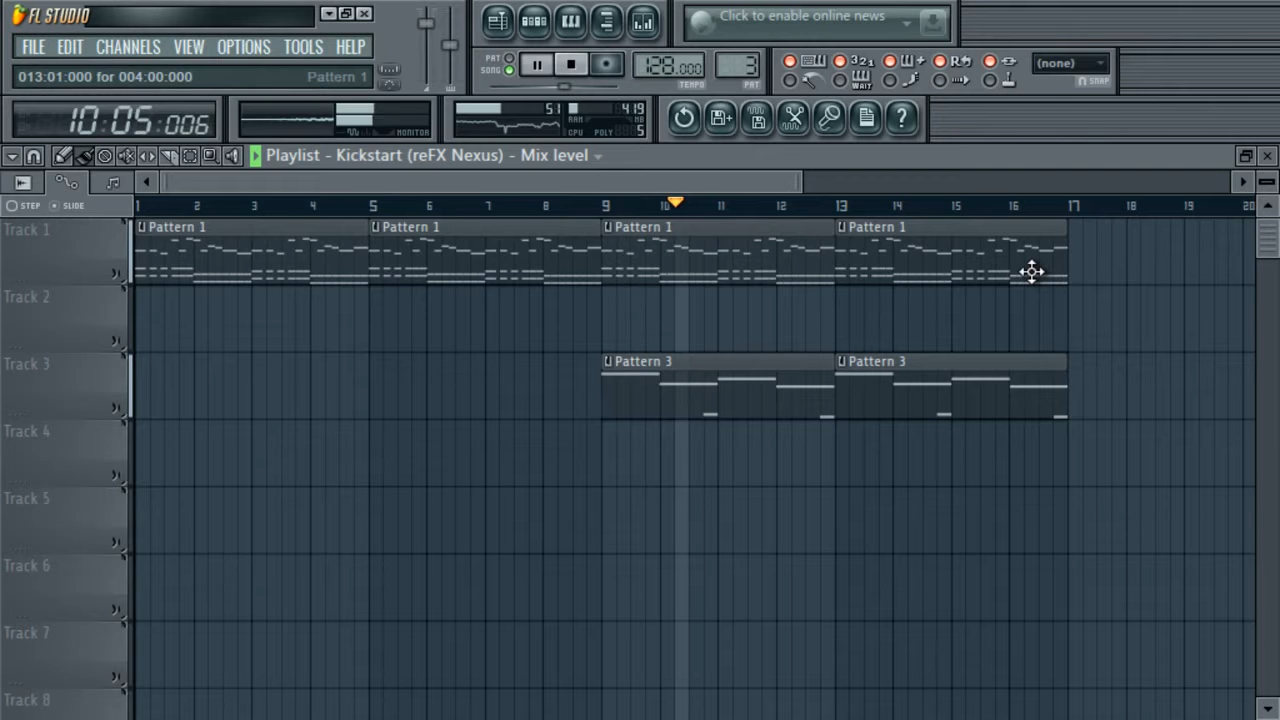 FL STUDIO
FILE EDIT CHANNELS VIEW OPTIONS TOOLS HELP
013:01:000 for 004:00:000 Pattern 1
Click to enable online news
PAT
SONG
128.000
TEMPO
3
PAT
321
WAIT
(none)
SNAP
10:05:006
MONITOR
51
419
RAM
MB
CPU POLY
5
Playlist - Kickstart (reFX Nexus) - Mix level
STEP SLIDE
1 2 3 4 5 6 7 8 9 10 11 12 13 14 15 16 17 18 19 20
Track 1
Pattern 1 Pattern 1 Pattern 1 Pattern 1
Track 2
Track 3
Pattern 3 Pattern 3
Track 4
Track 5
Track 6
Track 7
Track 8